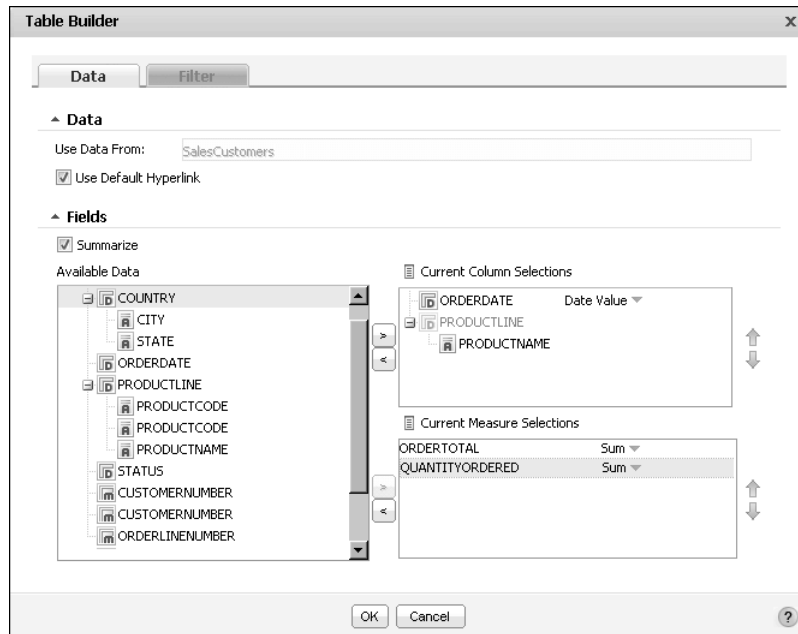 Table Builder x
Data Filter
Data
Use Data From: SalesCustomers
Use Default Hyperlink
Fields
Summarize
Available Data
COUNTRY
CITY
STATE
ORDERDATE
PRODUCTLINE
PRODUCTCODE
PRODUCTCODE
PRODUCTNAME
STATUS
CUSTOMERNUMBER
CUSTOMERNUMBER
ORDERLINENUMBER
>
<
>
<
Current Column Selections
ORDERDATE Date Value
PRODUCTLINE
PRODUCTNAME
Current Measure Selections
ORDERTOTAL Sum
QUANTITYORDERED Sum
OK Cancel ?